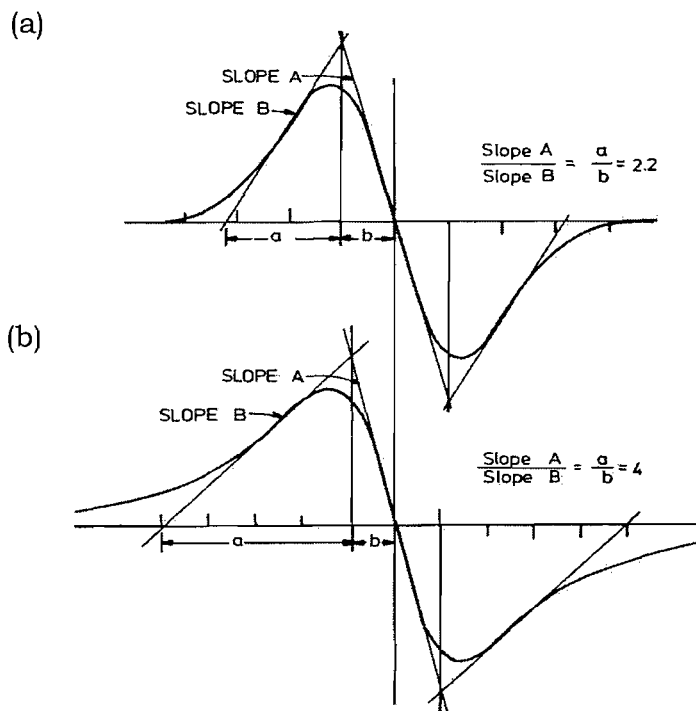 (a)
SLOPE A
SLOPE B
Slope A / Slope B = a / b = 2.2
a
b
(b)
SLOPE A
SLOPE B
Slope A / Slope B = a / b = 4
a
b